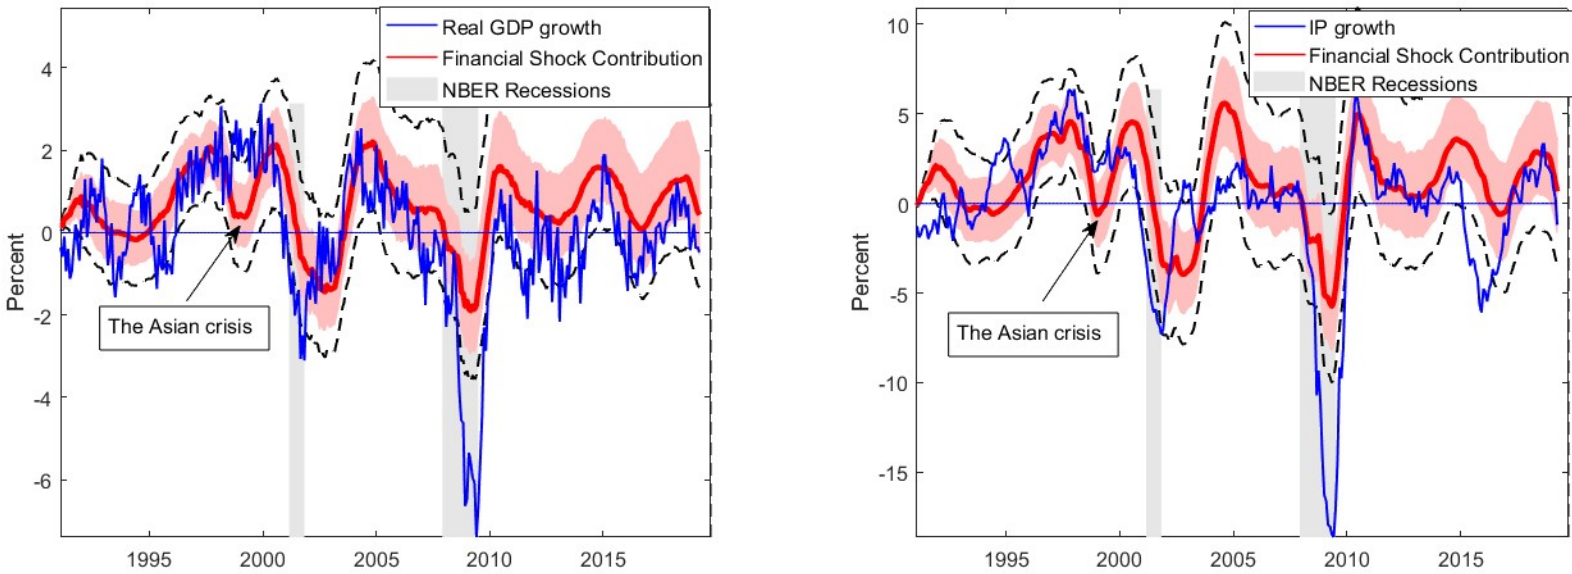 Real GDP growth
Financial Shock Contribution
NBER Recessions
4
2
0
-2
-4
-6
Percent
The Asian crisis
1995
2000
2005
2010
2015
IP growth
Financial Shock Contribution
NBER Recessions
10
5
0
-5
-10
-15
Percent
The Asian crisis
1995
2000
2005
2010
2015